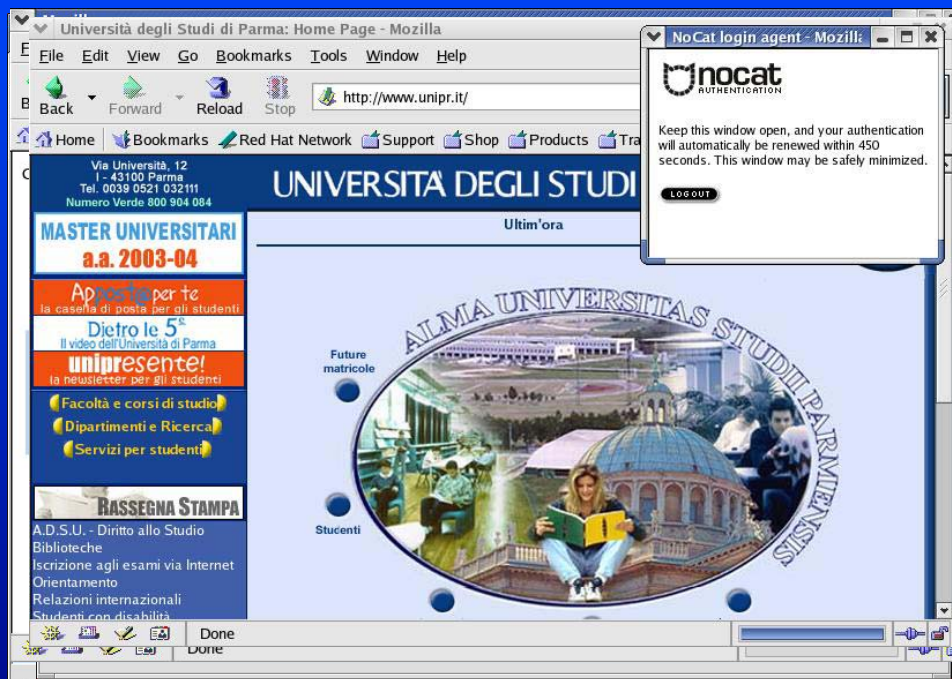 Università degli Studi di Parma: Home Page - Mozilla
File Edit View Go Bookmarks Tools Window Help
Back Forward Reload Stop http://www.unipr.it/
Home Bookmarks Red Hat Network Support Shop Products
NoCat login agent -
nocat
AUTHENTICATION
Keep this window open, and your authentication
will automatically be renewed within 450
seconds. This window may be safely minimized.
LOGOUT
Via Università, 12
I - 43100 Parma
Tel. 0039 0521 032111
Numero Verde 800 904 084
UNIVERSITA' DEGLI STUDI
Ultim'ora
MASTER UNIVERSITARI
a.a. 2003-04
Apposta per te
la casella di posta per gli studenti
Dietro le 5e
Il video dell'Università di Parma
unipresente!
la newsletter per gli studenti
Facoltà e corsi di studio
Dipartimenti e Ricerca
Servizi per studenti
RASSEGNA STAMPA
A.D.S.U. - Diritto allo Studio
Biblioteche
Iscrizione agli esami via Internet
Orientamento
Relazioni internazionali
Studenti con disabilità
ALMA UNIVERSITAS STUDII PARMENSIS
Future
matricole
Studenti
Done
Done